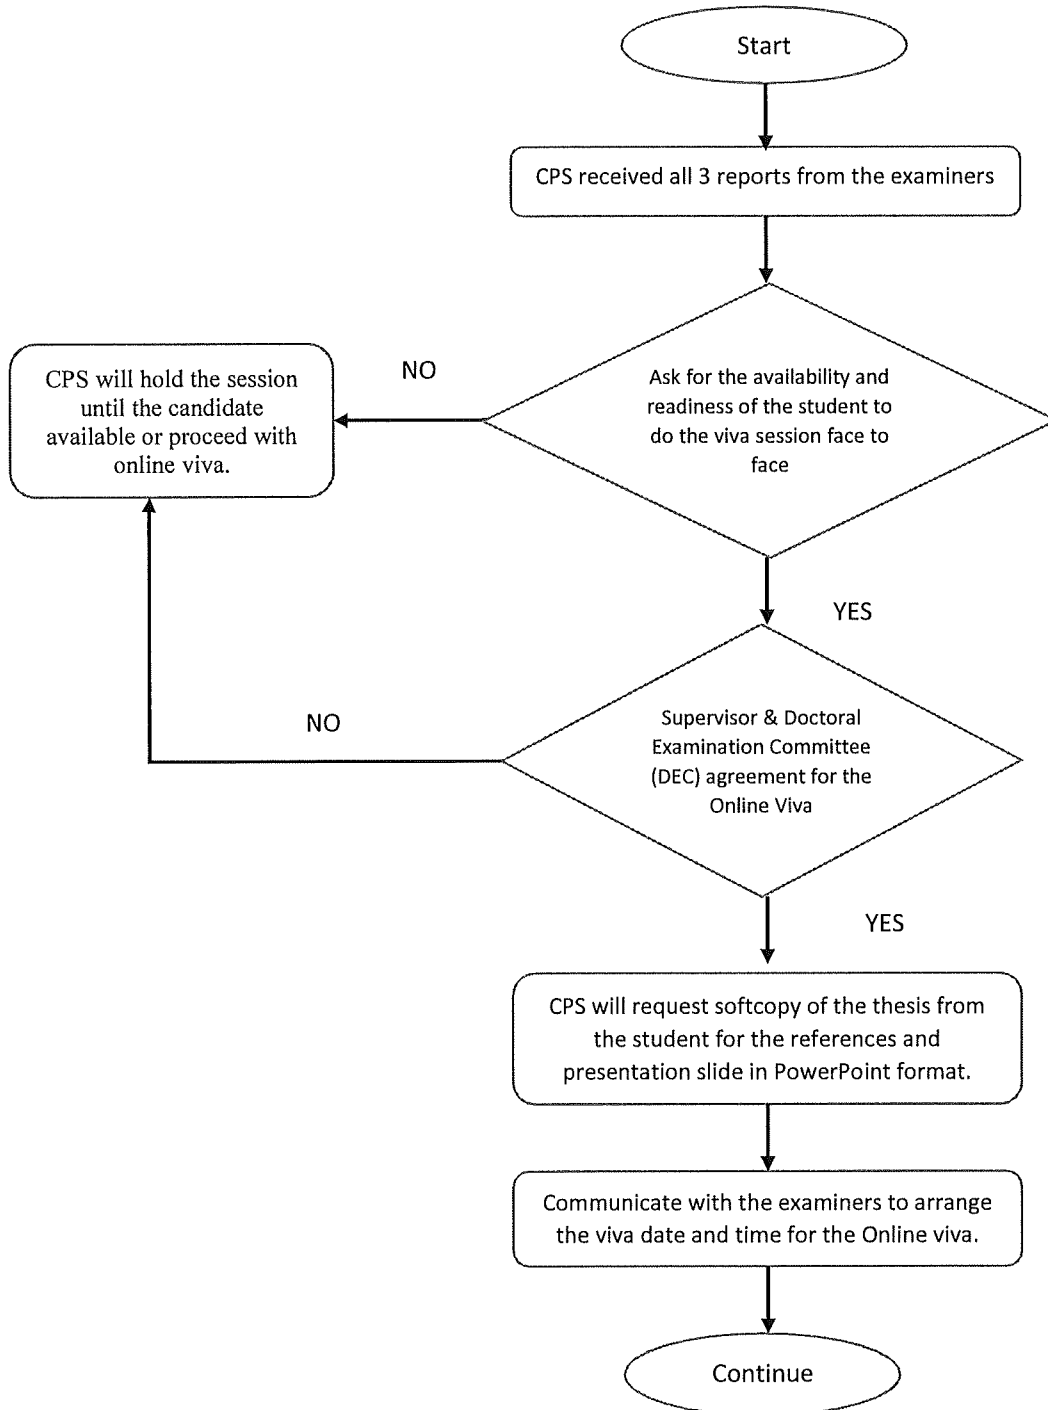 Start
CPS received all 3 reports from the examiners
Ask for the availability and
readiness of the student to
do the viva session face to
face
NO
CPS will hold the session
until the candidate
available or proceed with
online viva.
YES
Supervisor & Doctoral
Examination Committee
(DEC) agreement for the
Online Viva
NO
YES
CPS will request softcopy of the thesis from
the student for the references and
presentation slide in PowerPoint format.
Communicate with the examiners to arrange
the viva date and time for the Online viva.
Continue